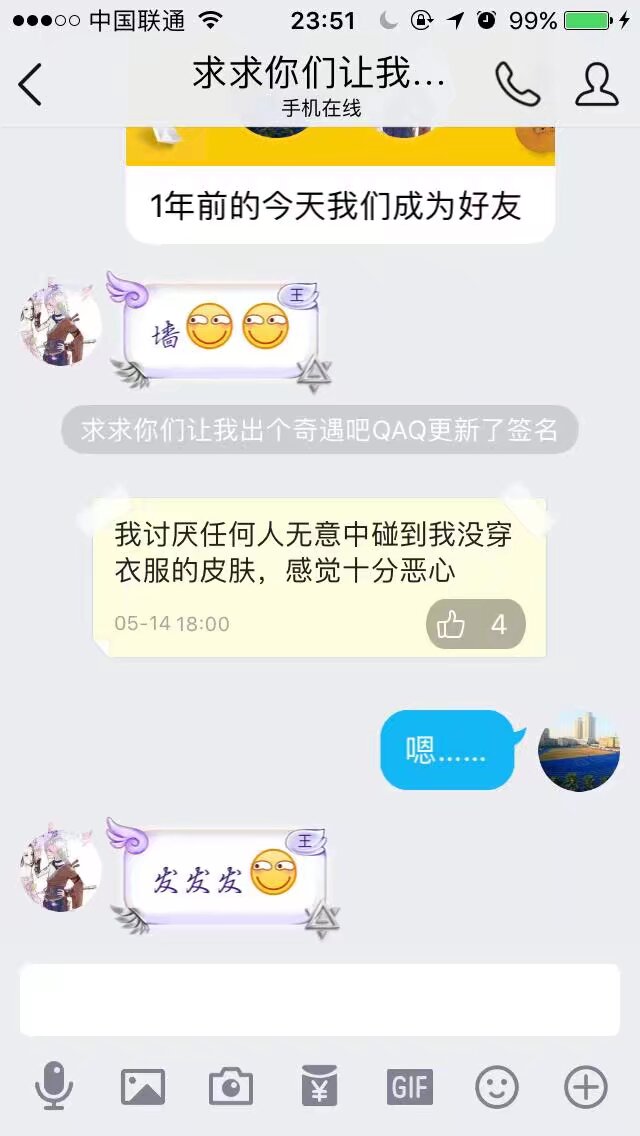 中国联通
23:51
99%
求求你们让我...
手机在线
1年前的今天我们成为好友
王
墙
求求你们让我出个奇遇吧QAQ更新了签名
我讨厌任何人无意中碰到我没穿
衣服的皮肤，感觉十分恶心
05-14 18:00
4
嗯......
王
发发发
¥
GIF